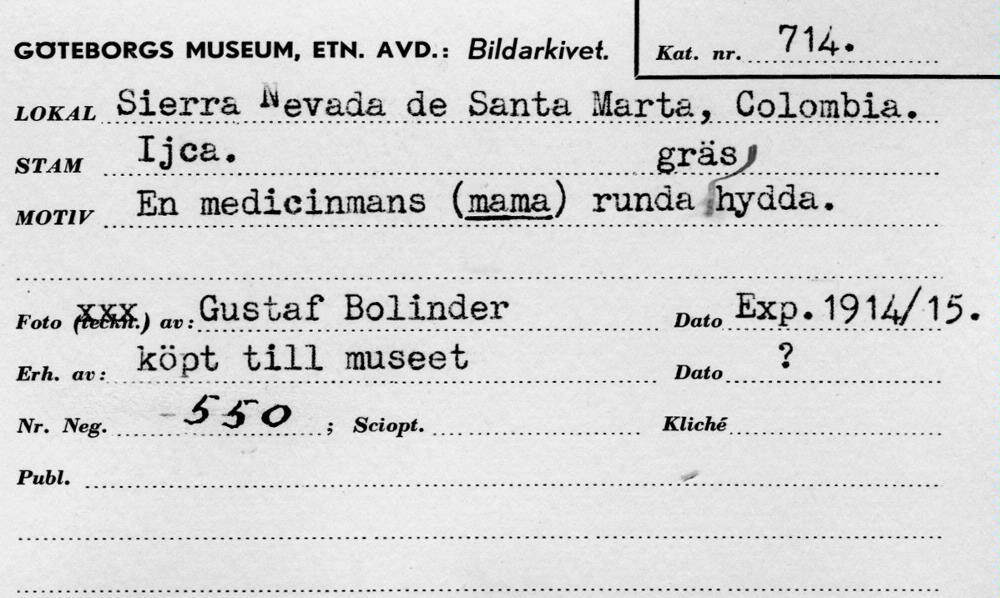 GÖTEBORGS MUSEUM, ETN. AVD.: Bildarkivet. Kat. nr. 714.
LOKAL Sierra Nevada de Santa Marta, Colombia.
STAM Ijca. gräs
MOTIV En medicinmans (mama) runda hydda.
Foto (teckn.) av: Gustaf Bolinder Dato Exp. 1914/15.
Erh. av: köpt till museet Dato ?
Nr. Neg. 550 ; Sciopt. Kliché
Publ.